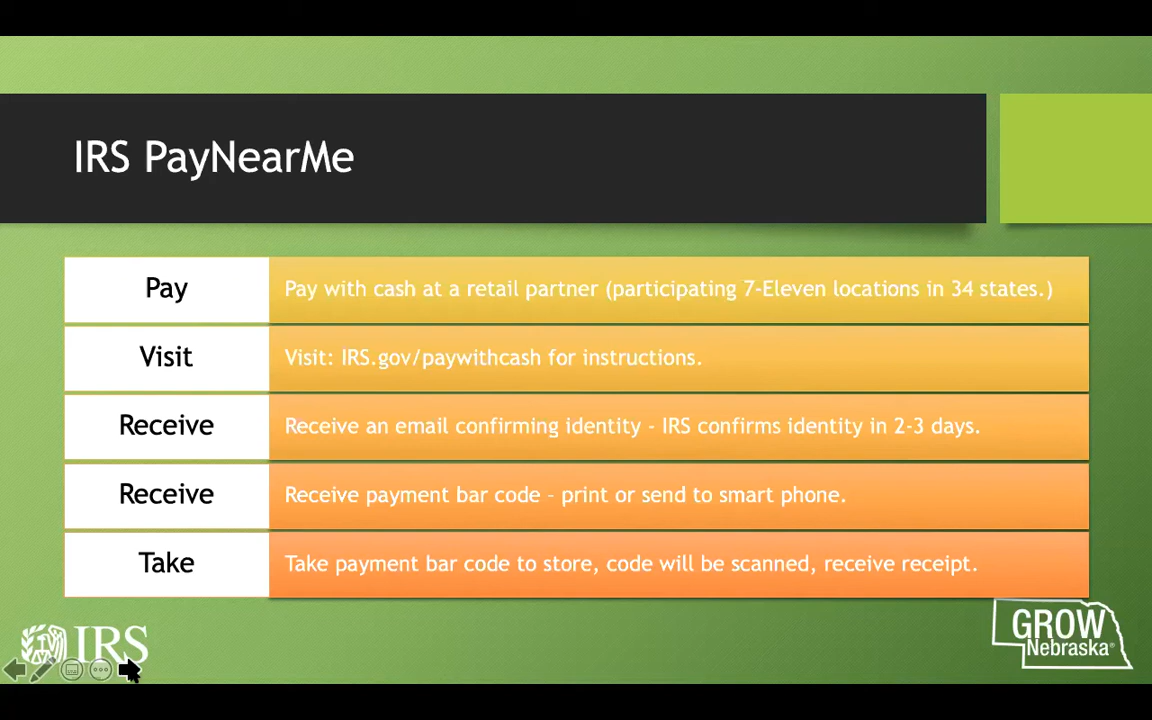 IRS PayNearMe
Pay
Pay with cash at a retail partner (participating 7-Eleven locations in 34 states.)
Visit
Visit: IRS.gov/paywithcash for instructions.
Receive
Receive an email confirming identity - IRS confirms identity in 2-3 days.
Receive
Receive payment bar code – print or send to smart phone.
Take
Take payment bar code to store, code will be scanned, receive receipt.
IRS
GROW
Nebraska®